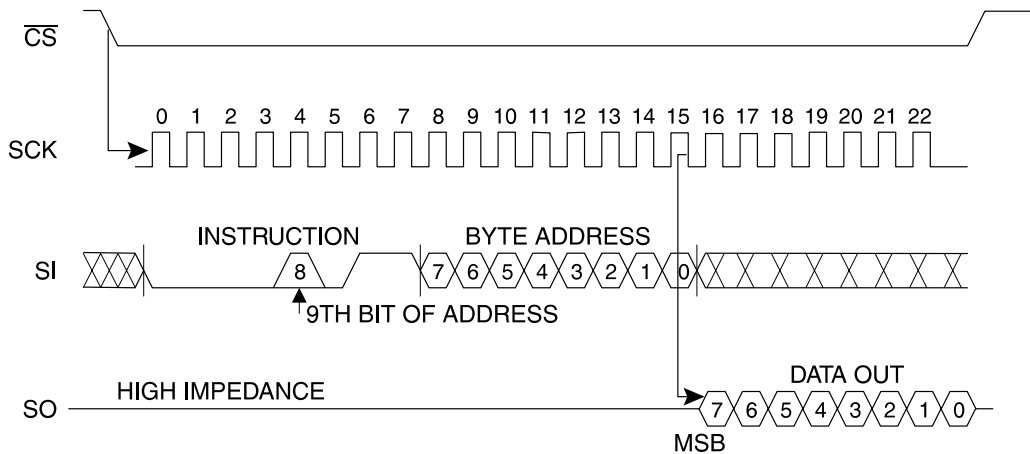 CS
0 1 2 3 4 5 6 7 8 9 10 11 12 13 14 15 16 17 18 19 20 21 22
SCK
INSTRUCTION BYTE ADDRESS
SI 8 7 6 5 4 3 2 1 0
9TH BIT OF ADDRESS
HIGH IMPEDANCE DATA OUT
SO 7 6 5 4 3 2 1 0
MSB